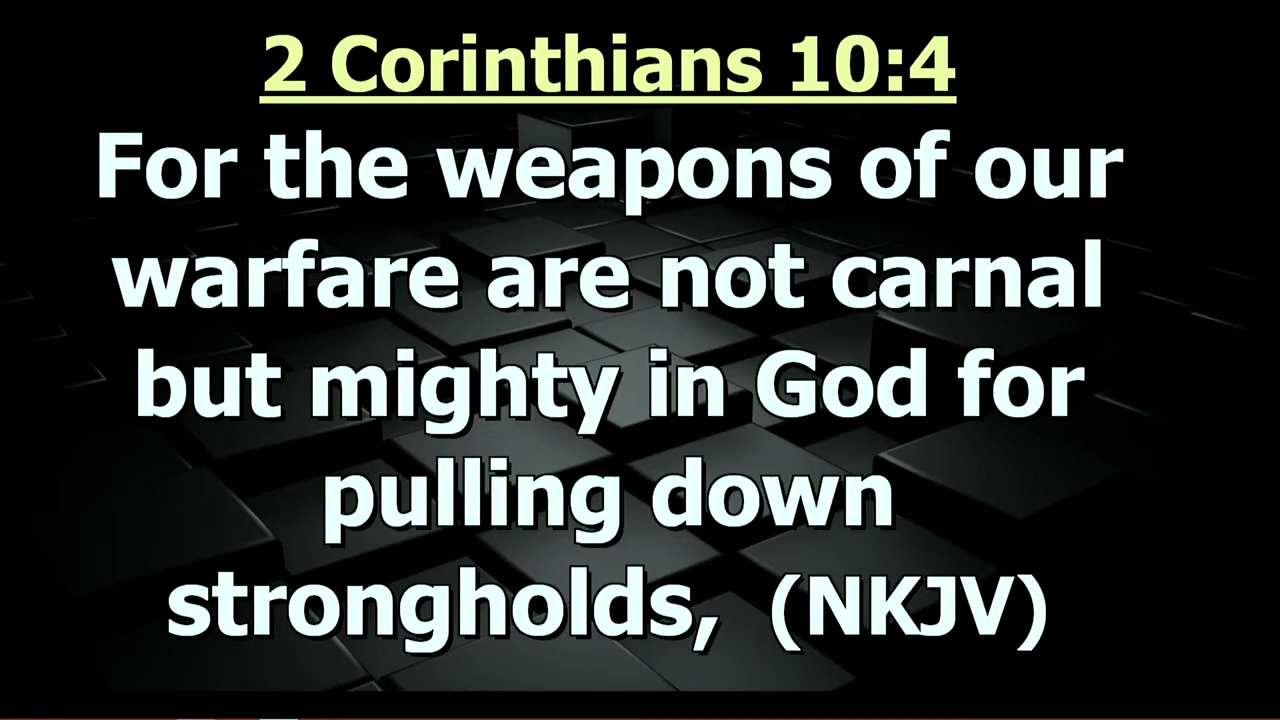 2 Corinthians 10:4
For the weapons of our
warfare are not carnal
but mighty in God for
pulling down
strongholds, (NKJV)